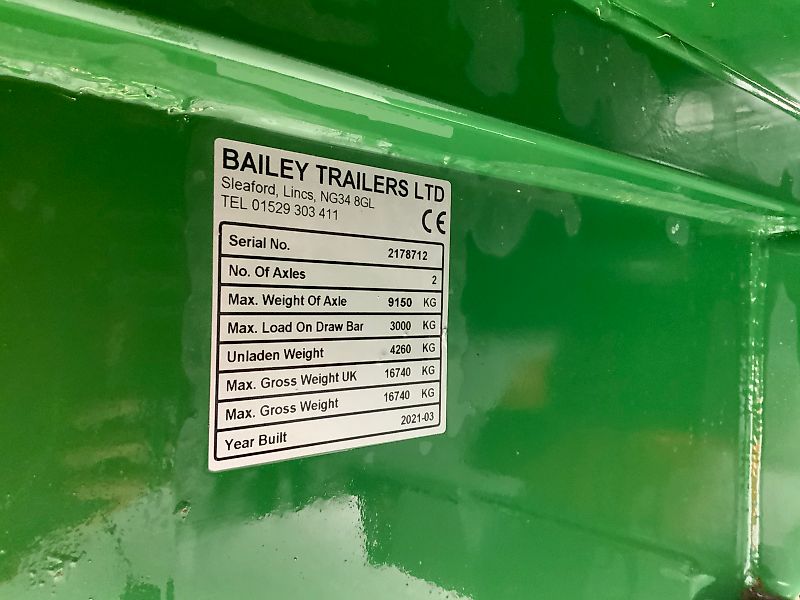 BAILEY TRAILERS LTD
Sleaford, Lincs, NG34 8GL
TEL 01529 303 411
CE
Serial No. 2178712
No. Of Axles 2
Max. Weight Of Axle 9150 KG
Max. Load On Draw Bar 3000 KG
Unladen Weight 4260 KG
Max. Gross Weight UK 16740 KG
Max. Gross Weight 16740 KG
Year Built 2021-03